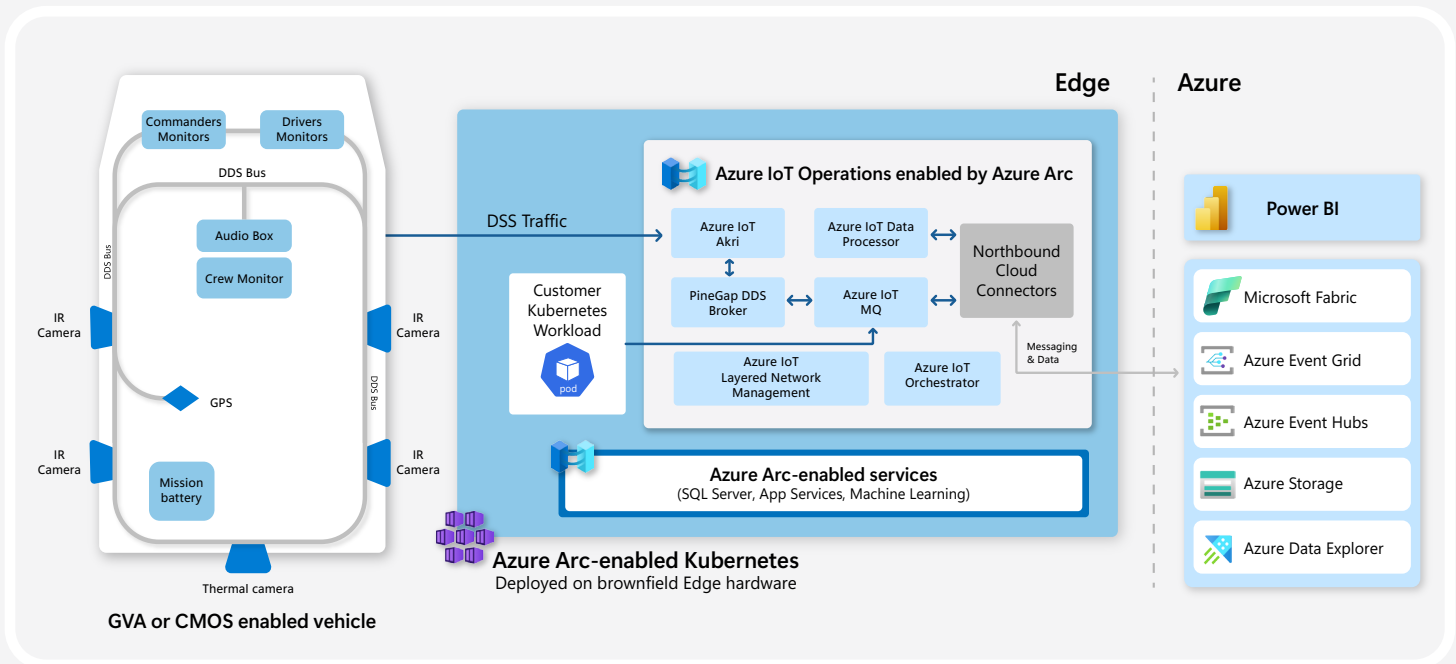 Edge
Azure
Commanders
Monitors
Drivers
Monitors
DDS Bus
Audio Box
Crew Monitor
DDS Bus
IR
Camera
IR
Camera
GPS
DDS Bus
IR
Camera
IR
Camera
Mission
battery
Thermal camera
GVA or CMOS enabled vehicle
DSS Traffic
Azure IoT Operations enabled by Azure Arc
Azure IoT
Akri
Azure IoT Data
Processor
Northbound
Cloud
Connectors
PineGap DDS
Broker
Azure IoT
MQ
Customer
Kubernetes
Workload
pod
Azure IoT
Layered Network
Management
Azure IoT
Orchestrator
Messaging
& Data
Azure Arc-enabled services
(SQL Server, App Services, Machine Learning)
Azure Arc-enabled Kubernetes
Deployed on brownfield Edge hardware
Power BI
Microsoft Fabric
Azure Event Grid
Azure Event Hubs
Azure Storage
Azure Data Explorer